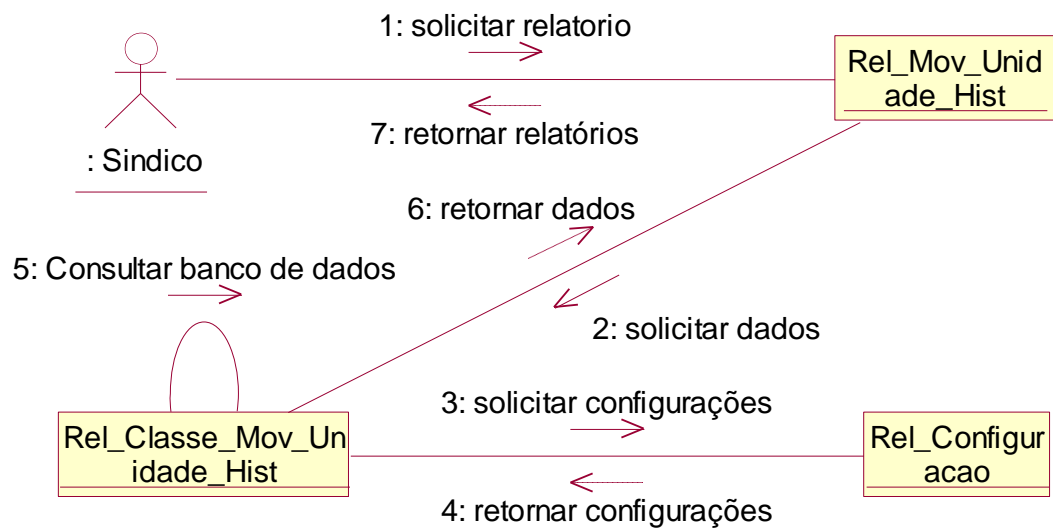 1: solicitar relatorio
Rel_Mov_Unid
ade_Hist
7: retornar relatórios
: Sindico
6: retornar dados
5: Consultar banco de dados
2: solicitar dados
3: solicitar configurações
Rel_Classe_Mov_Un
idade_Hist
Rel_Configur
acao
4: retornar configurações